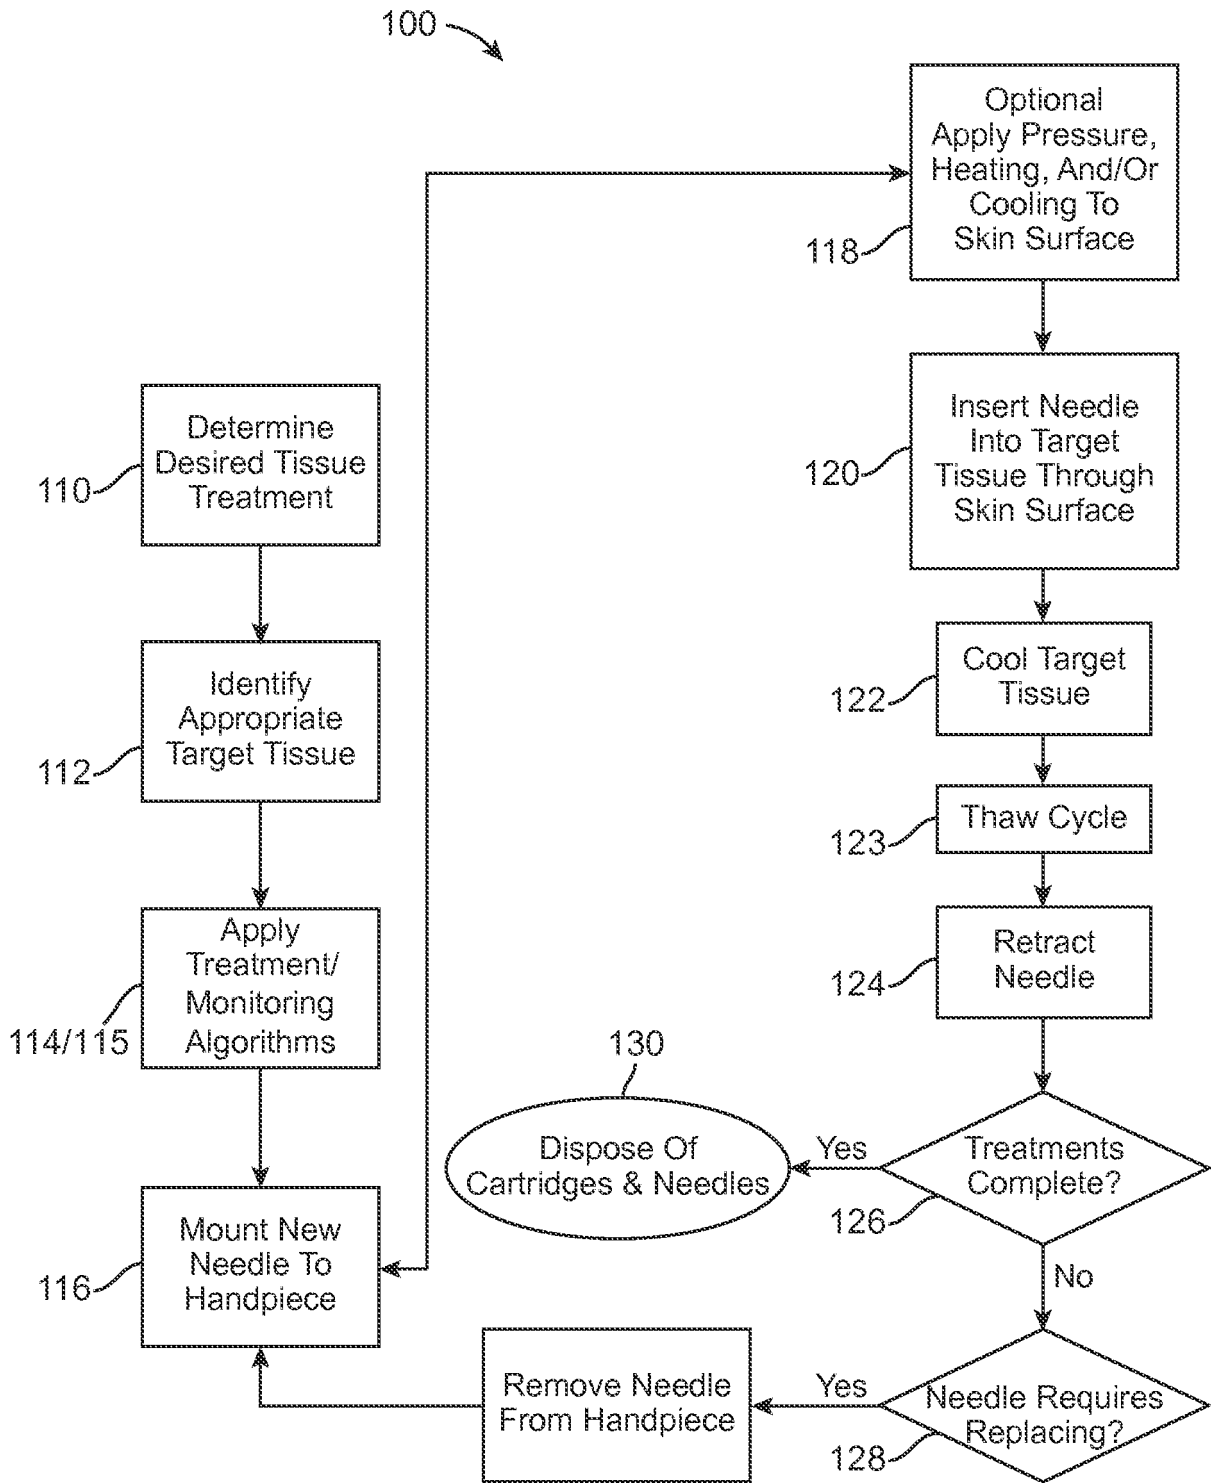 100
Optional
Apply Pressure,
Heating, And/Or
Cooling To
Skin Surface
118
Insert Needle
Into Target
Tissue Through
Skin Surface
120
Determine
Desired Tissue
Treatment
110
Cool Target
Tissue
122
Identify
Appropriate
Target Tissue
112
Thaw Cycle
123
Apply
Treatment/
Monitoring
Algorithms
114/115
Retract
Needle
124
130
Dispose Of
Cartridges & Needles
Yes
Treatments
Complete?
126
Mount New
Needle To
Handpiece
116
No
Remove Needle
From Handpiece
Yes
Needle Requires
Replacing?
128